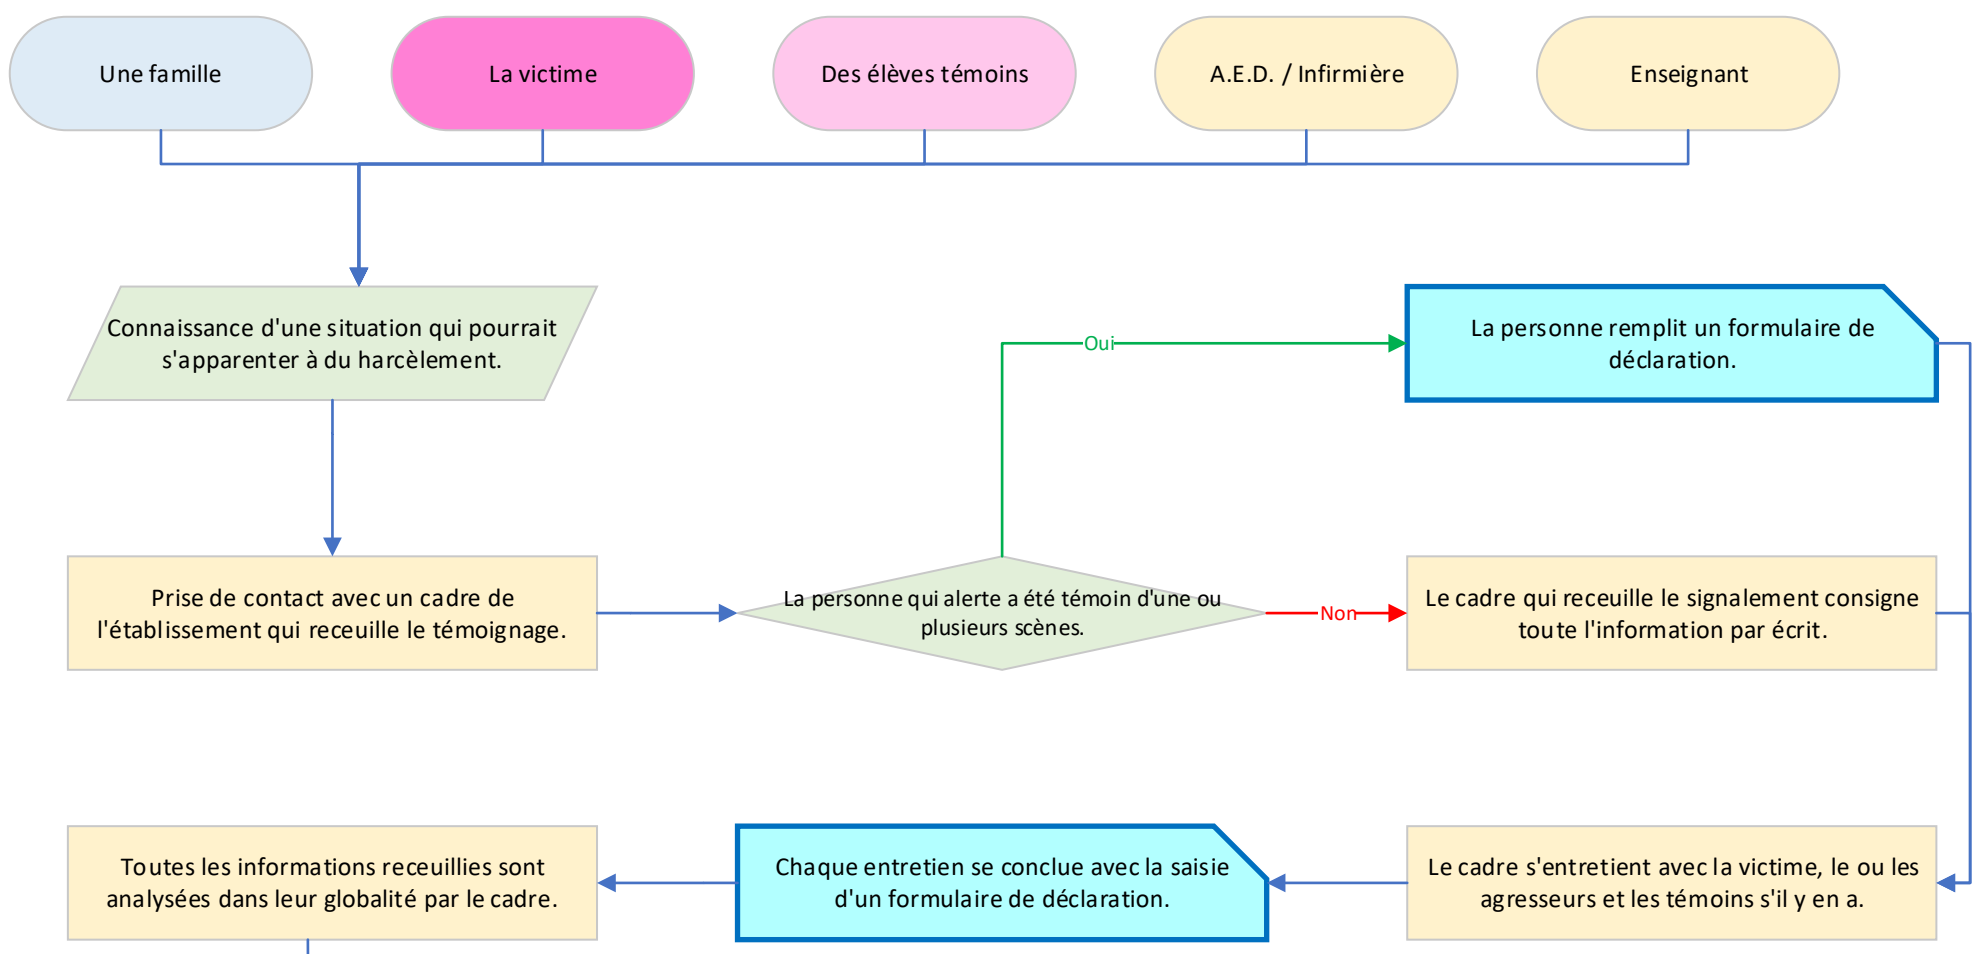 Une famille
La victime
Des élèves témoins
A.E.D. / Infirmière
Enseignant
Connaissance d'une situation qui pourrait
s'apparenter à du harcèlement.
Oui
La personne remplit un formulaire de
déclaration.
Prise de contact avec un cadre de
l'établissement qui receuille le témoignage.
La personne qui alerte a été témoin d'une ou
plusieurs scènes.
Non
Le cadre qui receuille le signalement consigne
toute l'information par écrit.
Toutes les informations receuillies sont
analysées dans leur globalité par le cadre.
Chaque entretien se conclue avec la saisie
d'un formulaire de déclaration.
Le cadre s'entretient avec la victime, le ou les
agresseurs et les témoins s'il y en a.